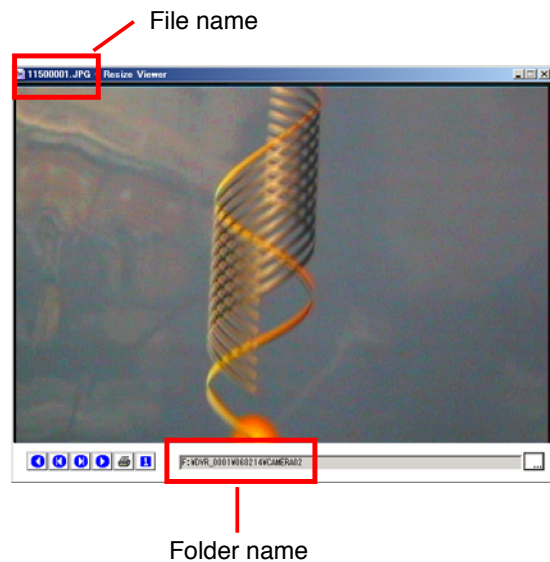 File name
11500001.JPG - Resize Viewer
F:¥DVR_0001¥060214¥CAMERA02
...
Folder name